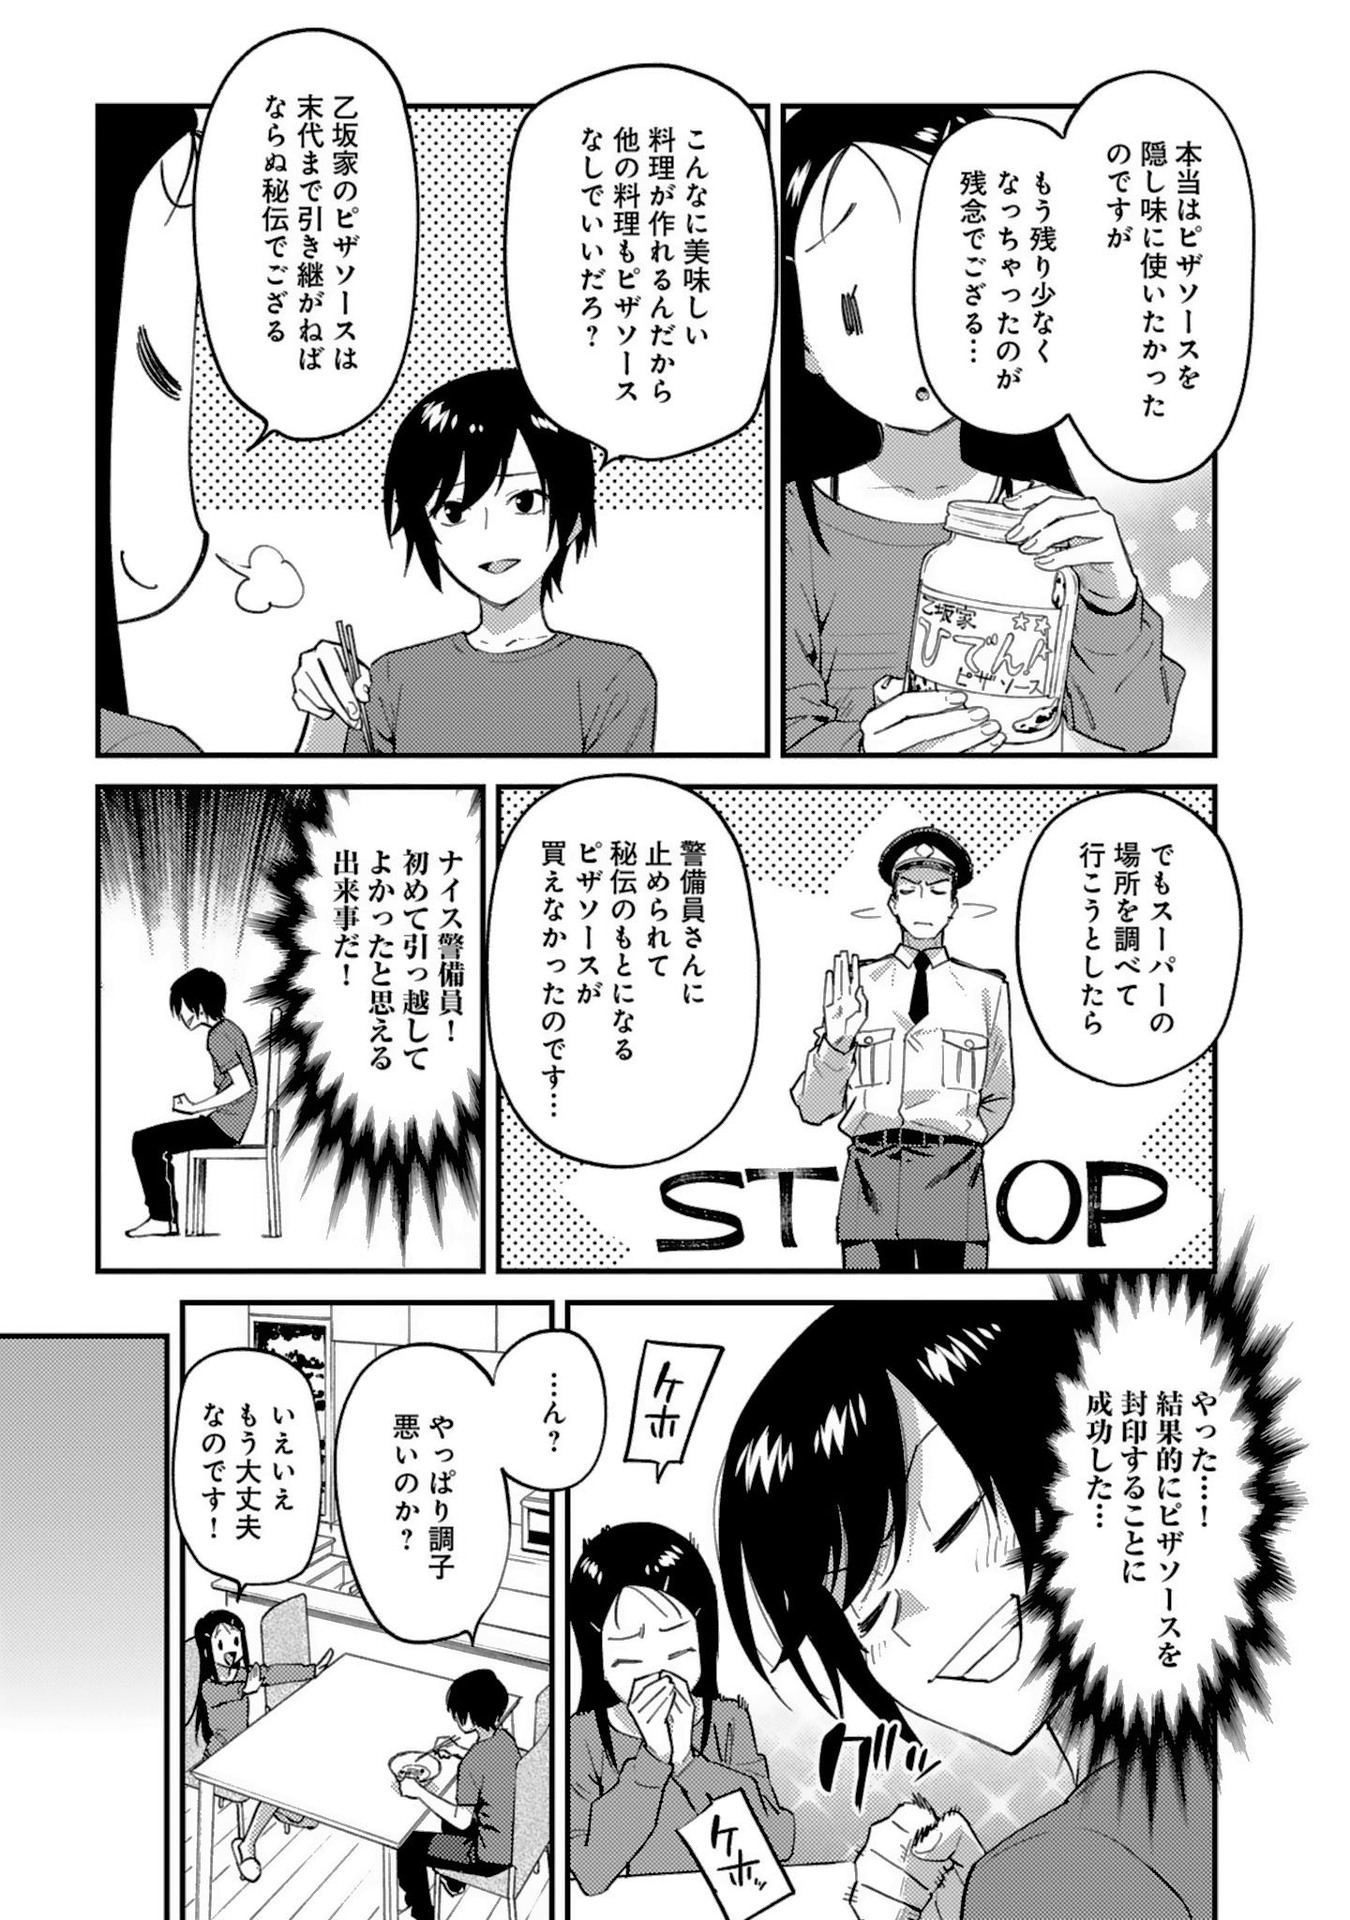 本当はピザソースを
隠し味に使いたかった
のですが
もう残り少なく
なっちゃったのが
残念でござる…
乙坂家
ひでん!
ピザソース
こんなに美味しい
料理が作れるんだから
他の料理もピザソース
なしでいいだろ?
乙坂家のピザソースは
末代まで引き継がねば
ならぬ秘伝でござる
でもスーパーの
場所を調べて
行こうとしたら
警備員さんに
止められて
秘伝のもとになる
ピザソースが
買えなかったのです…
STOP
ナイス警備員!
初めて引っ越して
よかったと思える
出来事だ!
やった…!
結果的にピザソースを
封印することに
成功した…
グッ
ケホ
ケホッ
…ん?
やっぱり調子
悪いのか?
いえいえ
もう大丈夫
なのです!